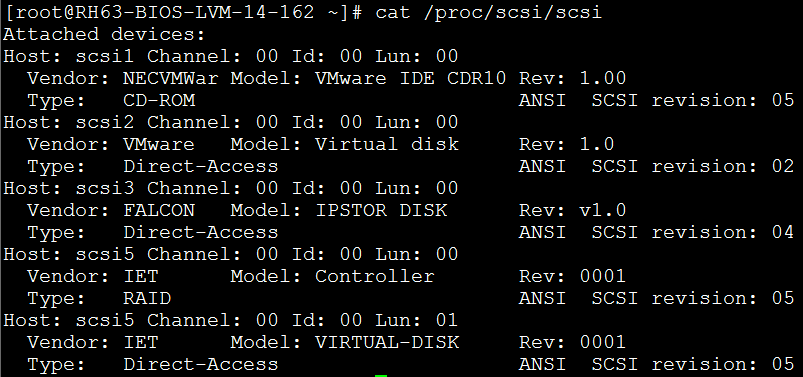 [root@RH63-BIOS-LVM-14-162 ~]# cat /proc/scsi/scsi
Attached devices:
Host: scsi1 Channel: 00 Id: 00 Lun: 00
  Vendor: NECVMWar Model: VMware IDE CDR10 Rev: 1.00
  Type:   CD-ROM                           ANSI  SCSI revision: 05
Host: scsi2 Channel: 00 Id: 00 Lun: 00
  Vendor: VMware   Model: Virtual disk     Rev: 1.0
  Type:   Direct-Access                    ANSI  SCSI revision: 02
Host: scsi3 Channel: 00 Id: 00 Lun: 00
  Vendor: FALCON   Model: IPSTOR DISK      Rev: v1.0
  Type:   Direct-Access                    ANSI  SCSI revision: 04
Host: scsi5 Channel: 00 Id: 00 Lun: 00
  Vendor: IET      Model: Controller       Rev: 0001
  Type:   RAID                             ANSI  SCSI revision: 05
Host: scsi5 Channel: 00 Id: 00 Lun: 01
  Vendor: IET      Model: VIRTUAL-DISK     Rev: 0001
  Type:   Direct-Access                    ANSI  SCSI revision: 05